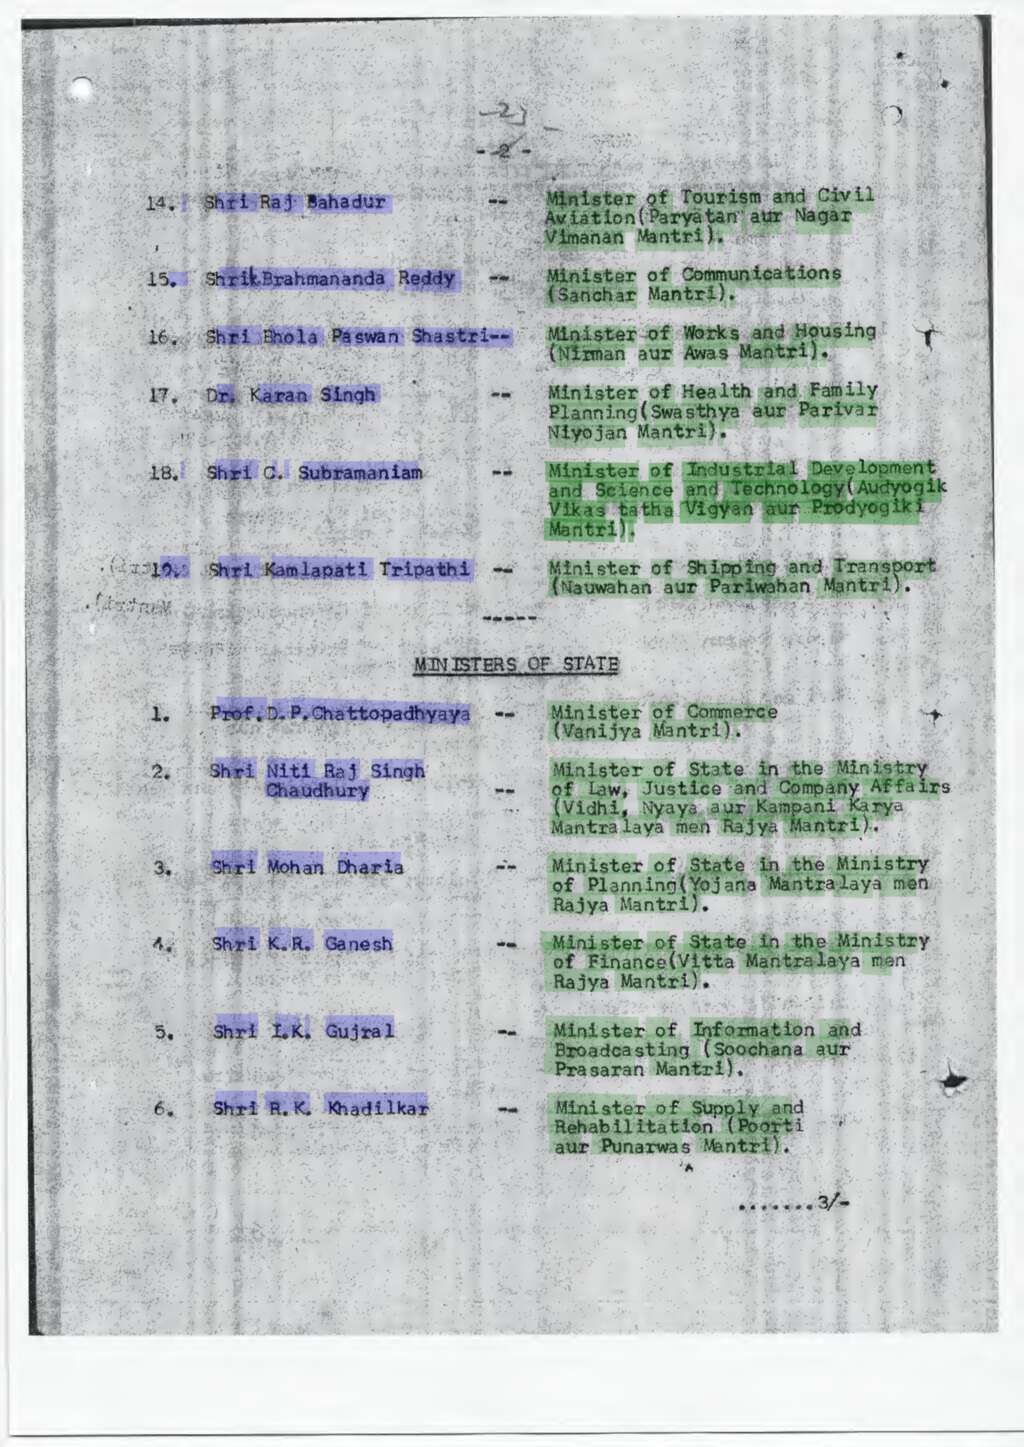 -2-
- 2 -
14. Shri Raj Bahadur -- Minister of Tourism and Civil
Aviation(Paryatan aur Nagar
Vimanan Mantri).
15. Shri K.Brahmananda Reddy -- Minister of Communications
(Sanchar Mantri).
16. Shri Bhola Paswan Shastri-- Minister of Works and Housing
(Nirman aur Awas Mantri).
17. Dr. Karan Singh -- Minister of Health and Family
Planning(Swasthya aur Parivar
Niyojan Mantri).
18. Shri C. Subramaniam -- Minister of Industrial Development
and Science and Technology(Audyogik
Vikas tatha Vigyan aur Prodyogiki
Mantri).
19. Shri Kamlapati Tripathi -- Minister of Shipping and Transport
(Nauwahan aur Pariwahan Mantri).
-----
MINISTERS OF STATE
1. Prof.D.P.Chattopadhyaya -- Minister of Commerce
(Vanijya Mantri).
2. Shri Niti Raj Singh
Chaudhury -- Minister of State in the Ministry
of Law, Justice and Company Affairs
(Vidhi, Nyaya aur Kampani Karya
Mantralaya men Rajya Mantri).
3. Shri Mohan Dharia -- Minister of State in the Ministry
of Planning(Yojana Mantralaya men
Rajya Mantri).
4. Shri K.R. Ganesh -- Minister of State in the Ministry
of Finance(Vitta Mantralaya men
Rajya Mantri).
5. Shri I.K. Gujral -- Minister of Information and
Broadcasting (Soochana aur
Prasaran Mantri).
6. Shri R.K. Khadilkar -- Minister of Supply and
Rehabilitation (Poorti
aur Punarwas Mantri).
.......3/-